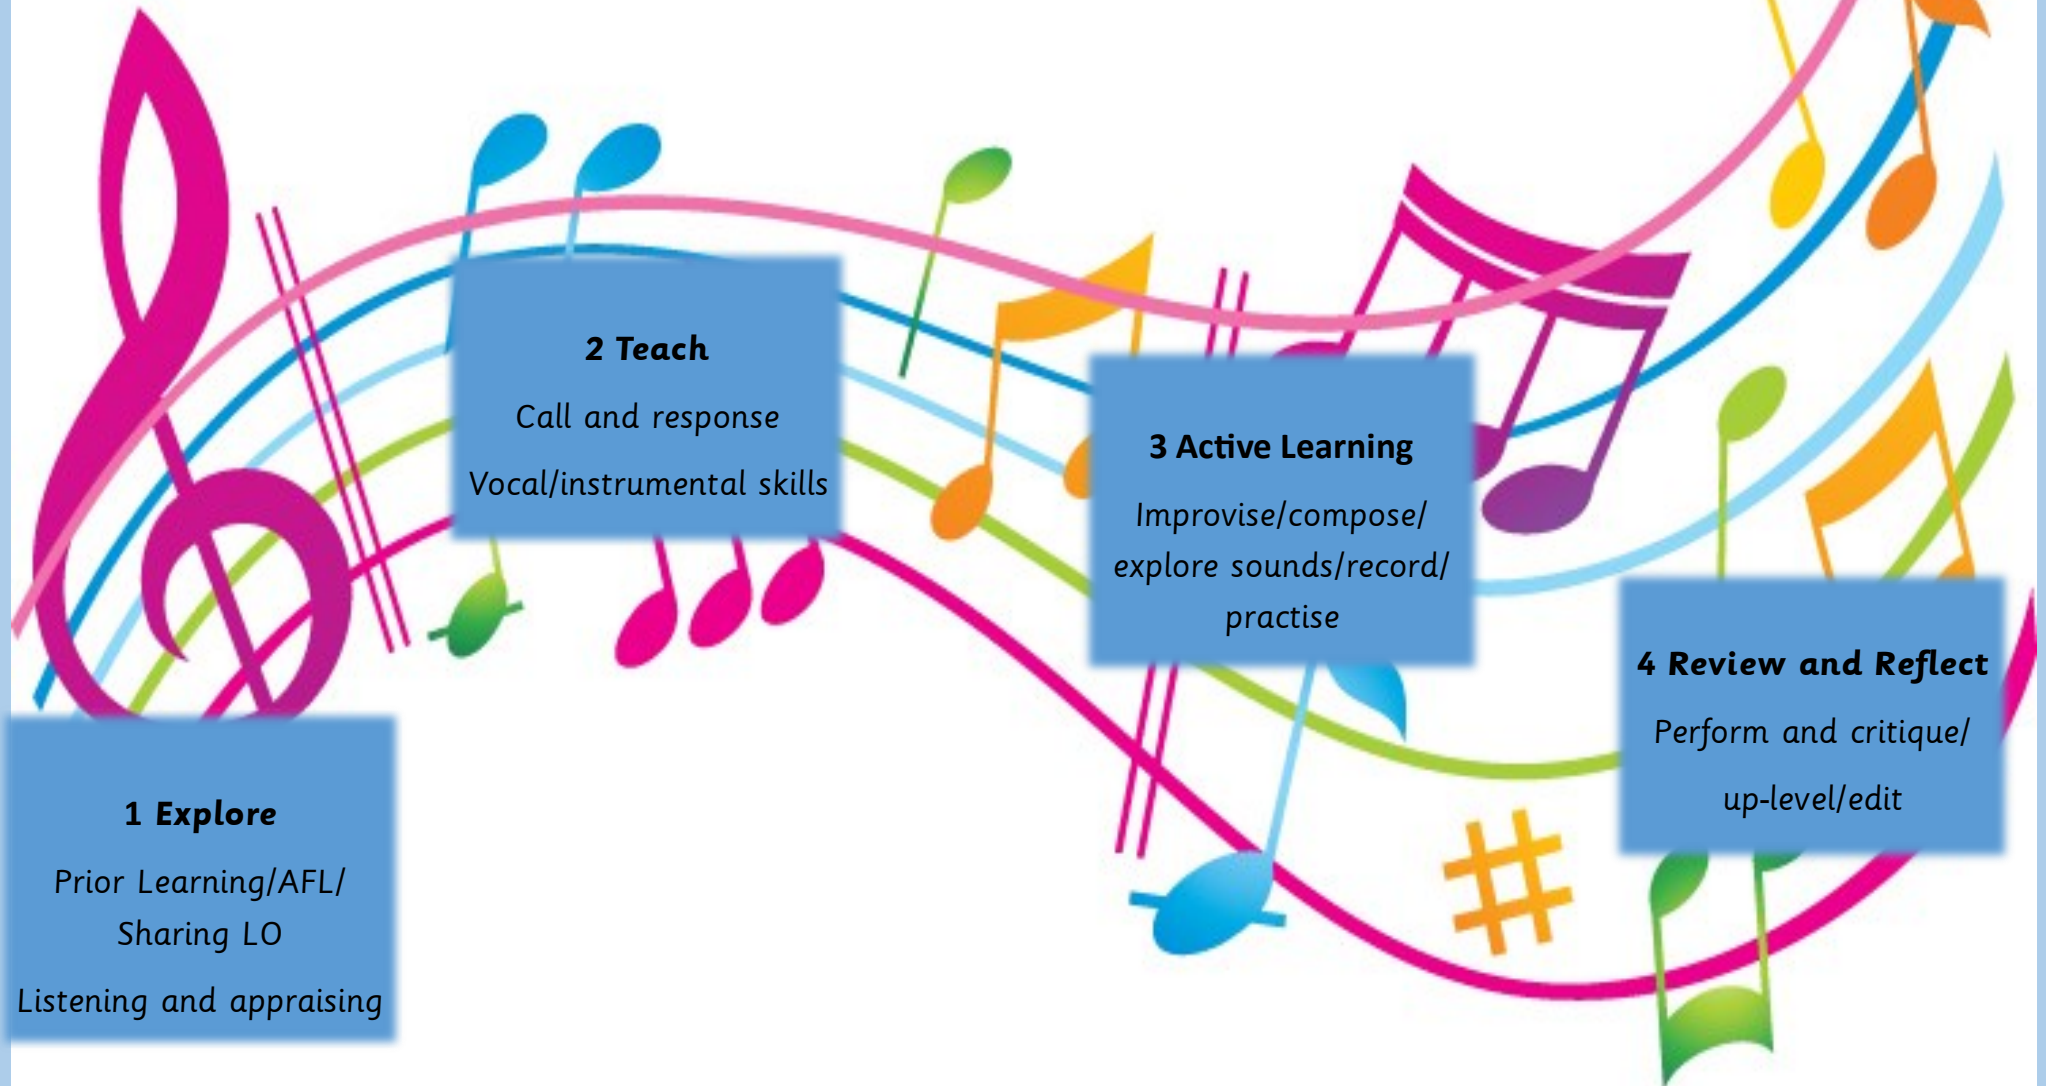 1 Explore
Prior Learning/AFL/
Sharing LO
Listening and appraising
2 Teach
Call and response
Vocal/instrumental skills
3 Active Learning
Improvise/compose/
explore sounds/record/
practise
4 Review and Reflect
Perform and critique/
up-level/edit